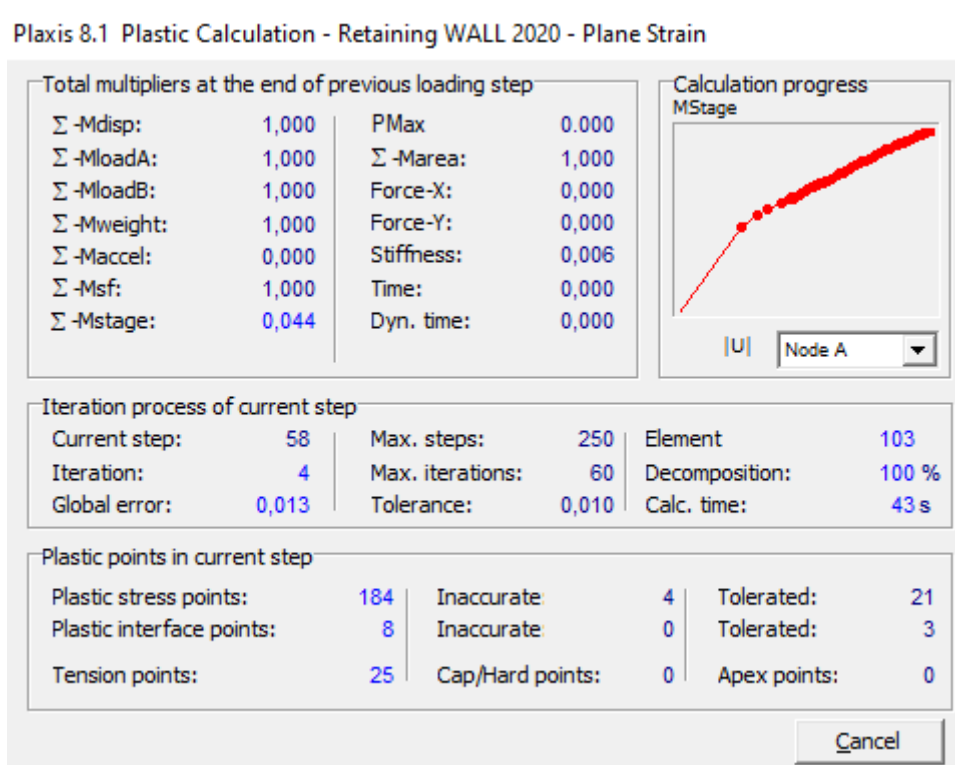 Plaxis 8.1 Plastic Calculation - Retaining WALL 2020 - Plane Strain
Total multipliers at the end of previous loading step
Σ -Mdisp: 1,000 PMax 0.000
Σ -MloadA: 1,000 Σ -Marea: 1,000
Σ -MloadB: 1,000 Force-X: 0,000
Σ -Mweight: 1,000 Force-Y: 0,000
Σ -Maccel: 0,000 Stiffness: 0,006
Σ -Msf: 1,000 Time: 0,000
Σ -Mstage: 0,044 Dyn. time: 0,000
Calculation progress
MStage
|U| Node A
Iteration process of current step
Current step: 58 Max. steps: 250 Element 103
Iteration: 4 Max. iterations: 60 Decomposition: 100 %
Global error: 0,013 Tolerance: 0,010 Calc. time: 43 s
Plastic points in current step
Plastic stress points: 184 Inaccurate: 4 Tolerated: 21
Plastic interface points: 8 Inaccurate: 0 Tolerated: 3
Tension points: 25 Cap/Hard points: 0 Apex points: 0
Cancel